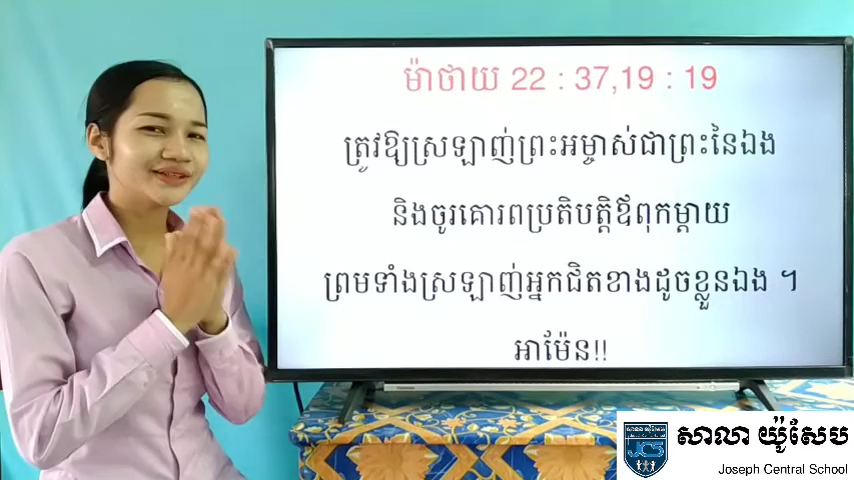 ម៉ាថាយ 22 : 37,19 : 19
ត្រូវឱ្យស្រឡាញ់ព្រះអម្ចាស់ជាព្រះនៃឯង
និងចូរគោរពប្រតិបត្តិឪពុកម្ដាយ
ព្រមទាំងស្រឡាញ់អ្នកជិតខាងដូចខ្លួនឯង ។
អាម៉ែន!!
សាលា យ៉ូសែប
JCS
Joseph Central School